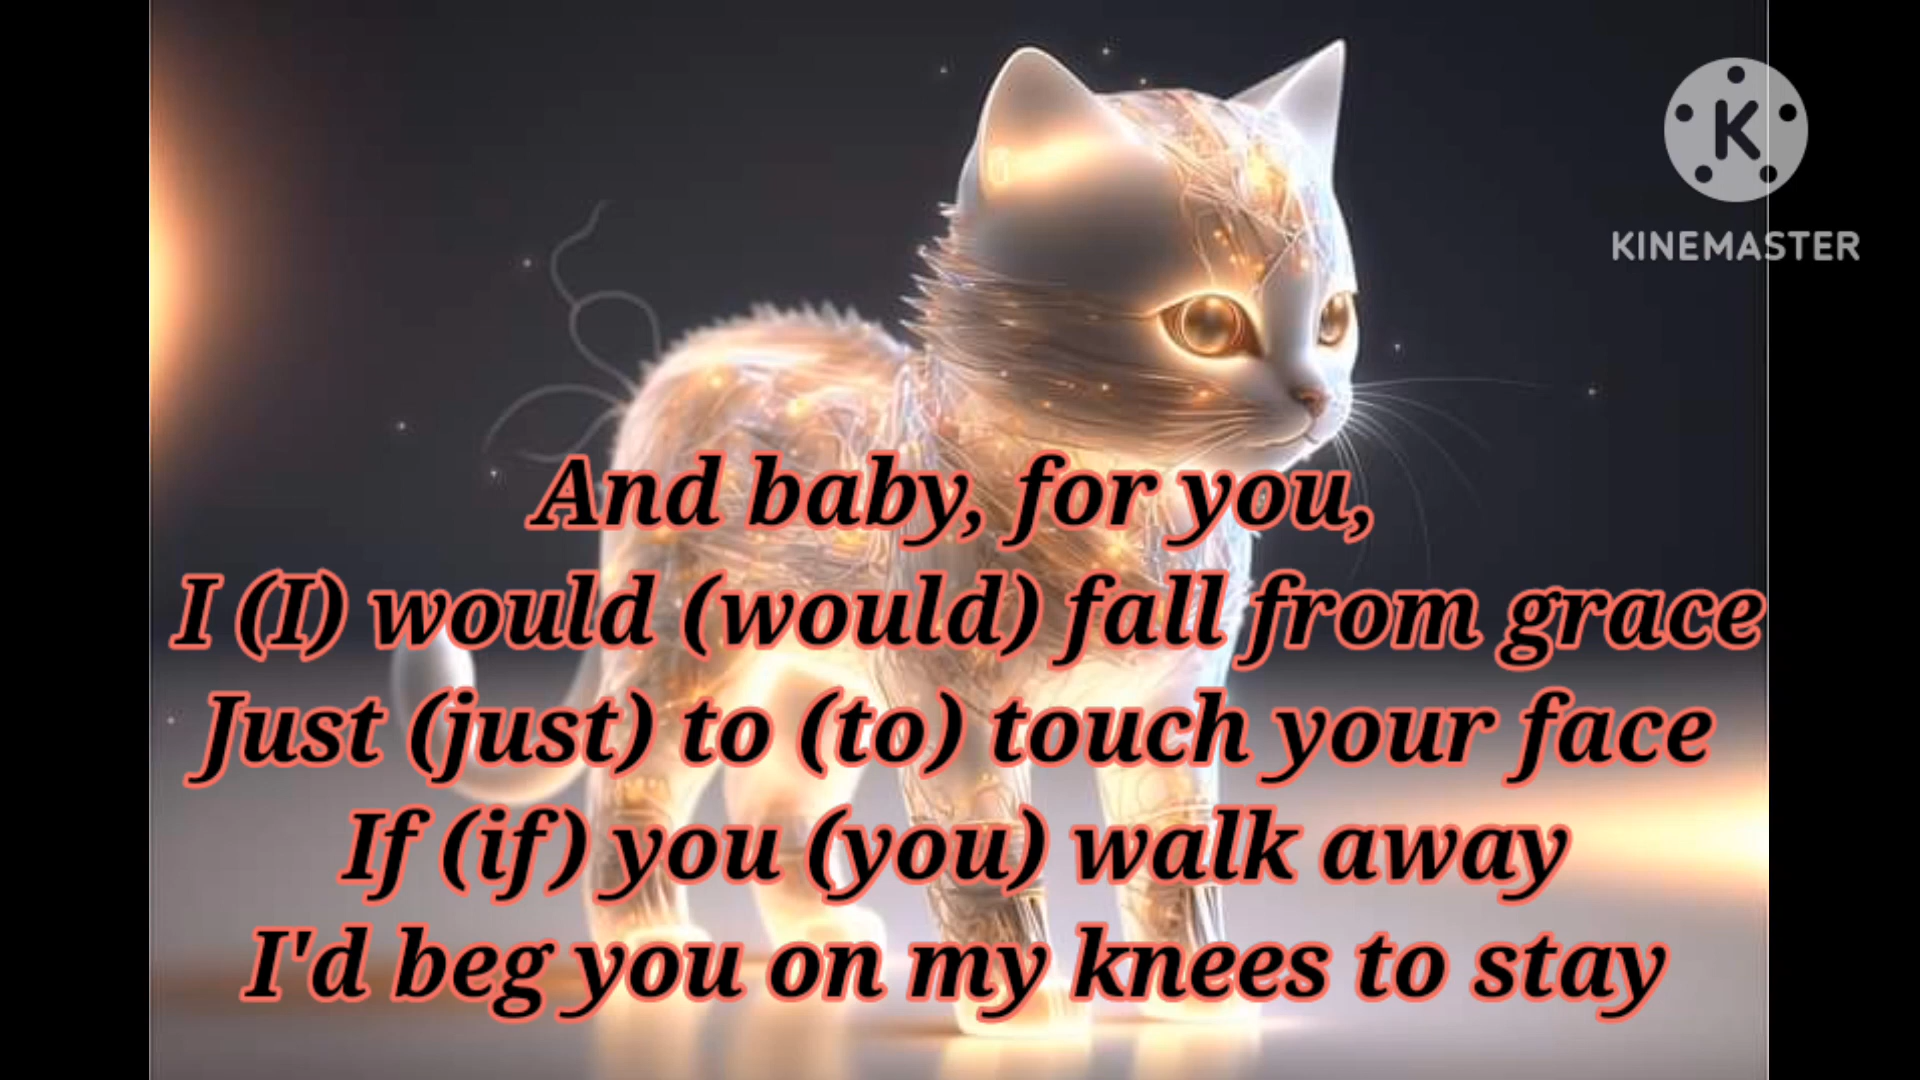 K
KINEMASTER
And baby, for you,
I (I) would (would) fall from grace
Just (just) to (to) touch your face
If (if) you (you) walk away
I'd beg you on my knees to stay